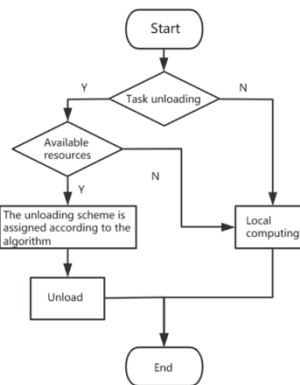 Start
Task unloading
Y
N
Available
resources
Y
N
The unloading scheme is
assigned according to the
algorithm
Local
computing
Unload
End